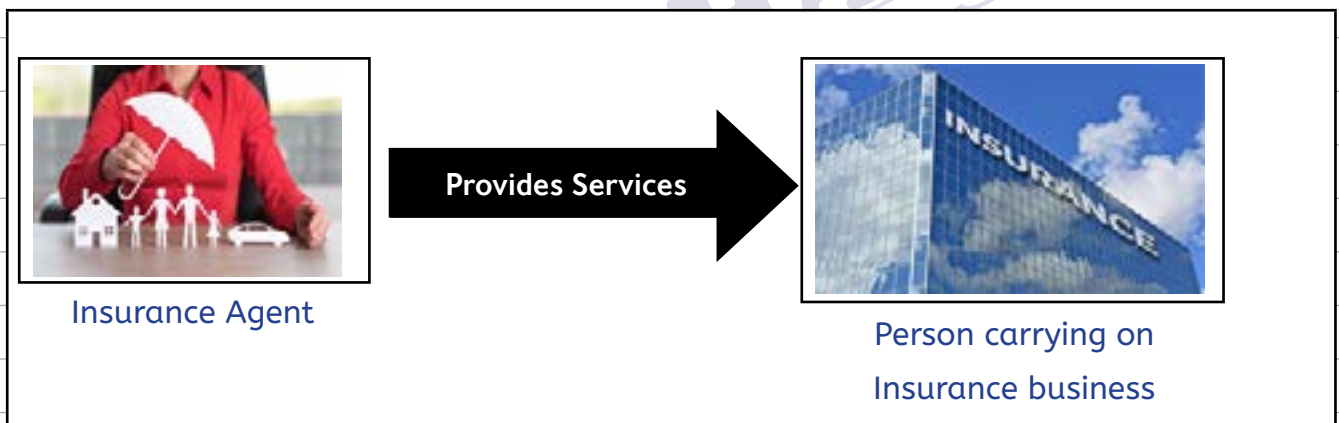 Provides Services
INSURANCE
Insurance Agent
Person carrying on
Insurance business